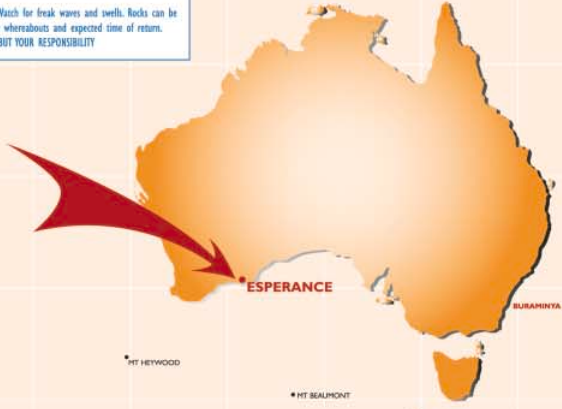 Watch for freak waves and swells. Rocks can be
whereabouts and expected time of return.
BUT YOUR RESPONSIBILITY
ESPERANCE
BURAMINYA
MT HEYWOOD
MT BEAUMONT